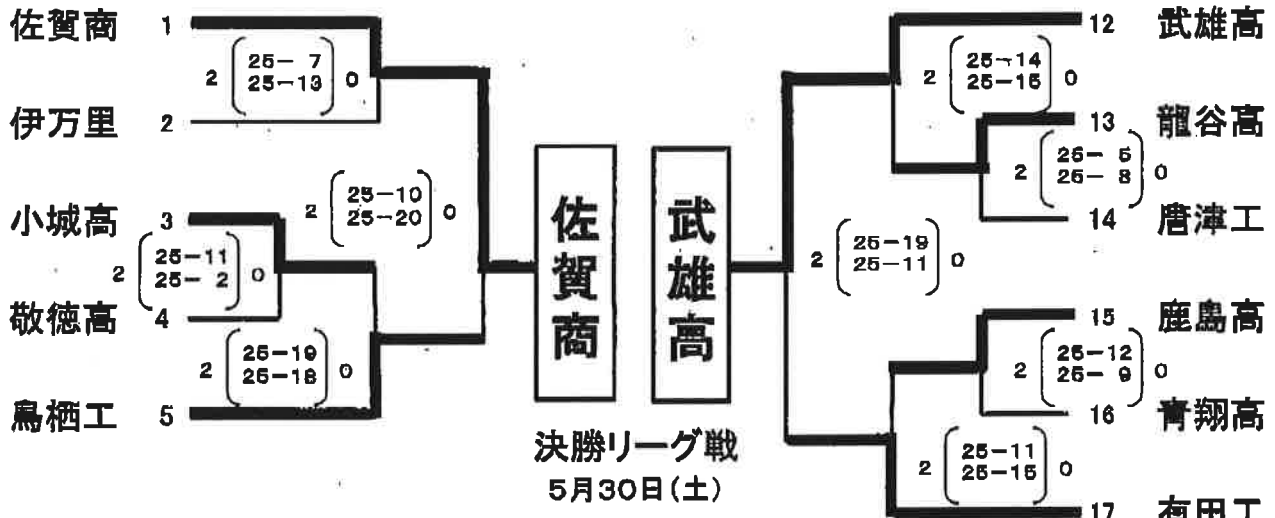 佐賀商 1
2 25- 7 0
25-13
伊万里 2
2 25-10 0
25-20
小城高 3
2 25-11 0
25- 2
敬徳高 4
2 25-19 0
25-18
鳥栖工 5
佐賀商
武雄高
決勝リーグ戦
5月30日(土)
12 武雄高
2 25-14 0
25-15
13 龍谷高
2 25- 5 0
25- 8
14 唐津工
2 25-19 0
25-11
15 鹿島高
2 25-12 0
25- 9
16 青翔高
2 25-11 0
25-15
17 有田工